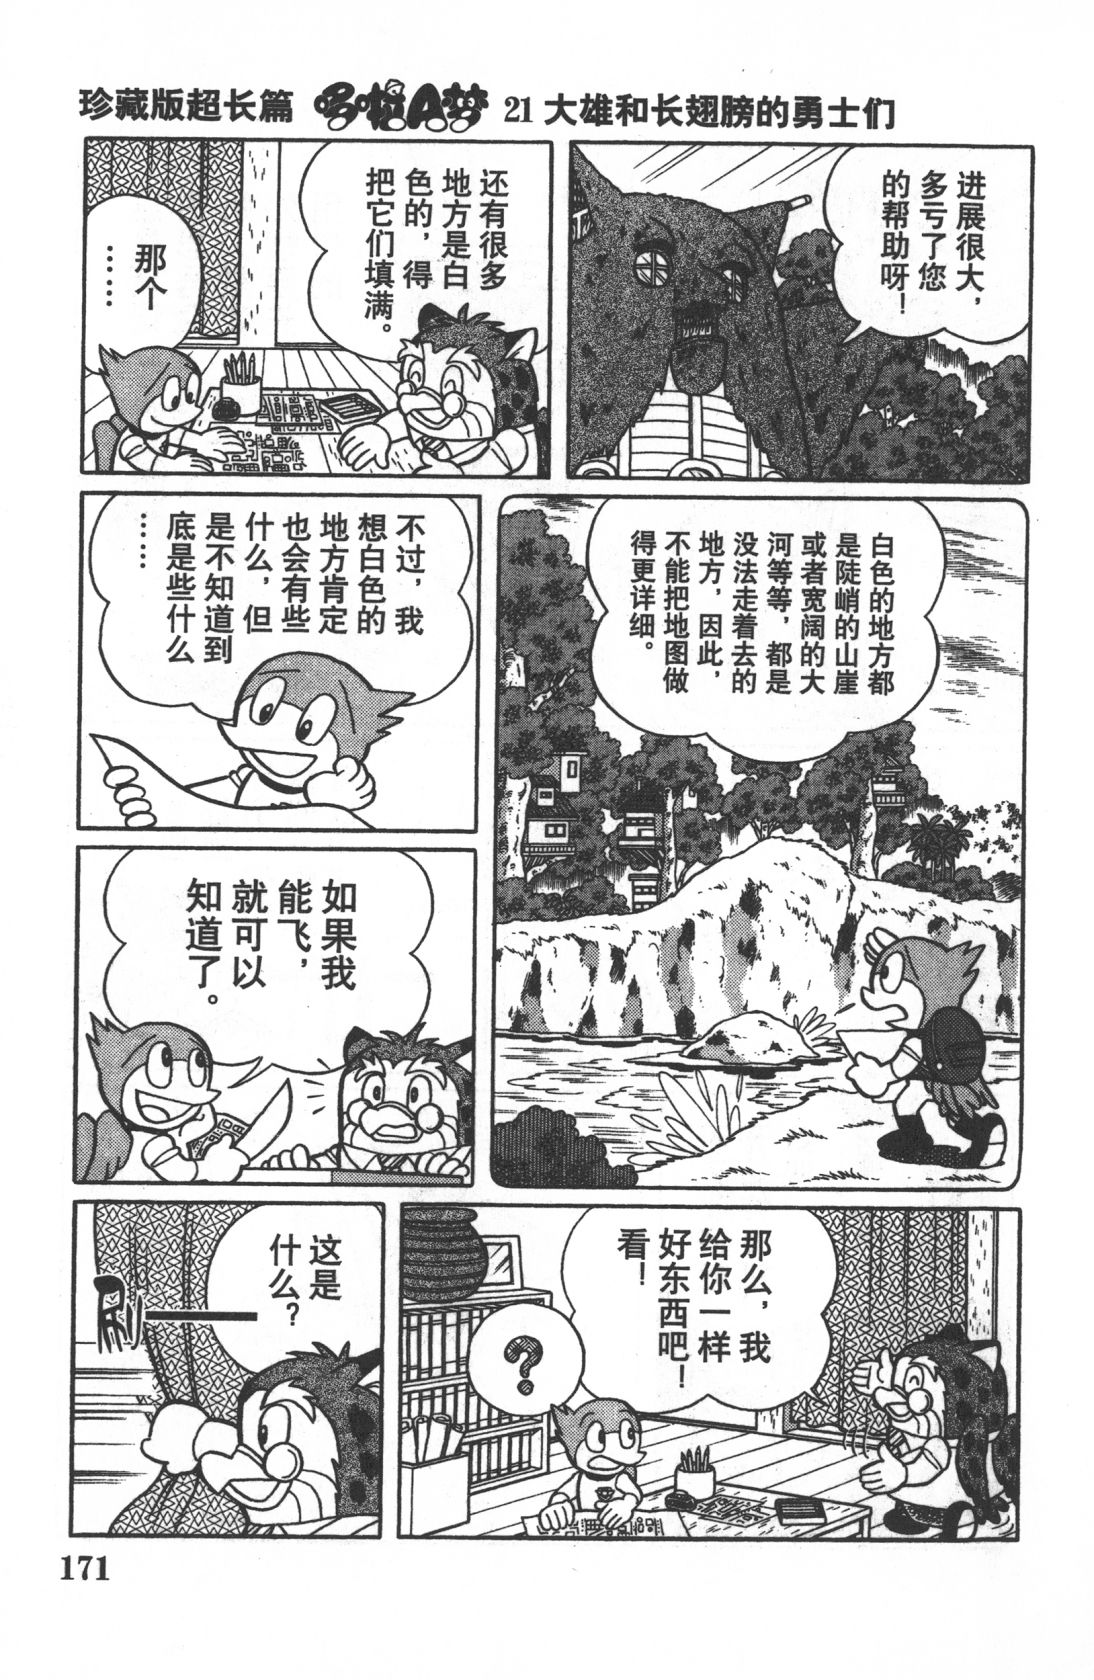 珍藏版超长篇 哆啦A梦 21 大雄和长翅膀的勇士们
进展很大，
多亏了您
的帮助呀！
还有很多
地方是白
色的，得
把它们填
满。
那个
……
白色的地方都
是陡峭的山崖
或者宽阔的大
河等等，都是
没法走着去的
地方，因此，
不能把地图做
得更详细。
不过，我
想白色的
地方肯定
也会有些
什么，但
是不知道到
底是些什么
……
如果我
能飞，
就可以
知道了。
那么，我
给你一样
好东西吧！
看！
?
这是
什么？
刷
171